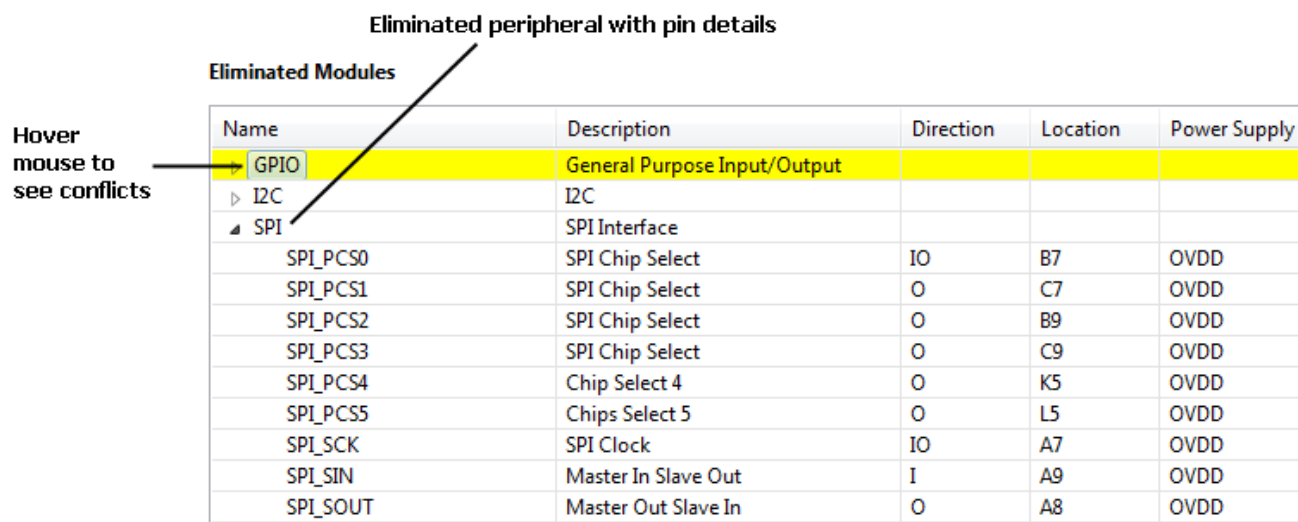 Eliminated peripheral with pin details
Eliminated Modules
Hover
mouse to
see conflicts
Name Description Direction Location Power Supply
GPIO General Purpose Input/Output
I2C I2C
SPI SPI Interface
SPI_PCS0 SPI Chip Select IO B7 OVDD
SPI_PCS1 SPI Chip Select O C7 OVDD
SPI_PCS2 SPI Chip Select O B9 OVDD
SPI_PCS3 SPI Chip Select O C9 OVDD
SPI_PCS4 Chip Select 4 O K5 OVDD
SPI_PCS5 Chips Select 5 O L5 OVDD
SPI_SCK SPI Clock IO A7 OVDD
SPI_SIN Master In Slave Out I A9 OVDD
SPI_SOUT Master Out Slave In O A8 OVDD